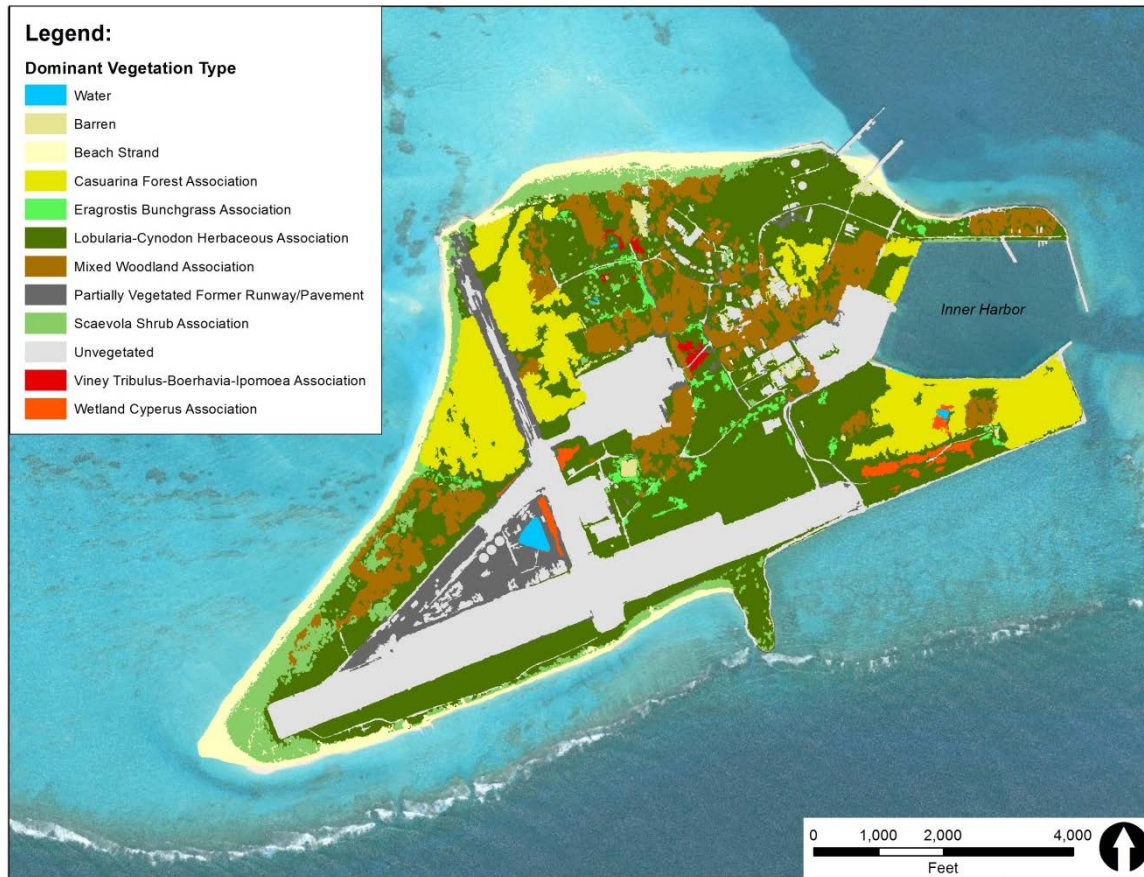 Legend:
Dominant Vegetation Type
Water
Barren
Beach Strand
Casuarina Forest Association
Eragrostis Bunchgrass Association
Lobularia-Cynodon Herbaceous Association
Mixed Woodland Association
Partially Vegetated Former Runway/Pavement
Scaevola Shrub Association
Unvegetated
Viney Tribulus-Boerhavia-Ipomoea Association
Wetland Cyperus Association
Inner Harbor
0 1,000 2,000 4,000
Feet